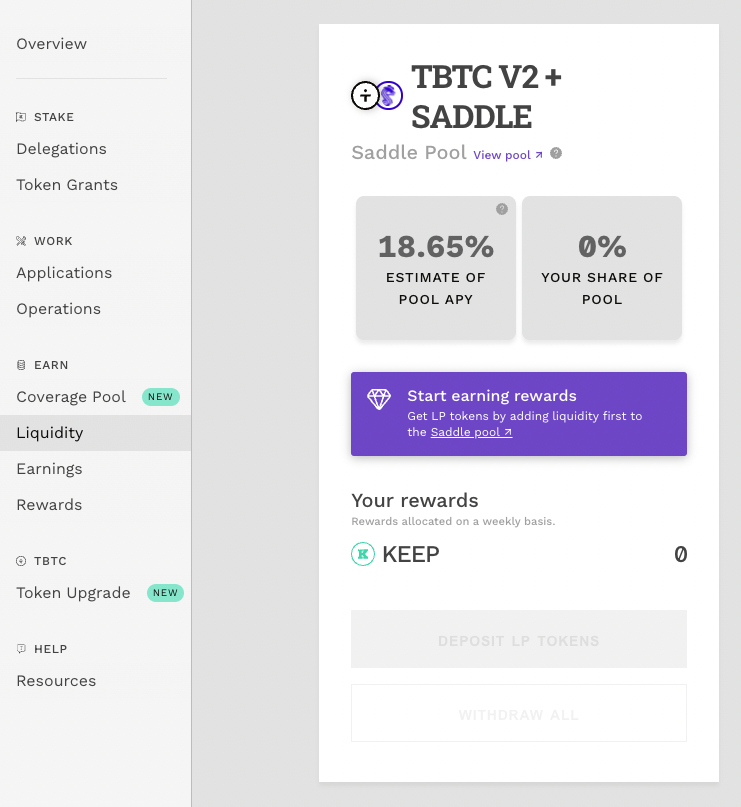 Overview
STAKE
Delegations
Token Grants
WORK
Applications
Operations
EARN
Coverage Pool NEW
Liquidity
Earnings
Rewards
TBTC
Token Upgrade NEW
HELP
Resources
TBTC V2 +
SADDLE
Saddle Pool View pool ↗ ?
?
18.65%
ESTIMATE OF
POOL APY
0%
YOUR SHARE OF
POOL
Start earning rewards
Get LP tokens by adding liquidity first to
the Saddle pool ↗
Your rewards
Rewards allocated on a weekly basis.
KEEP 0
DEPOSIT LP TOKENS
WITHDRAW ALL